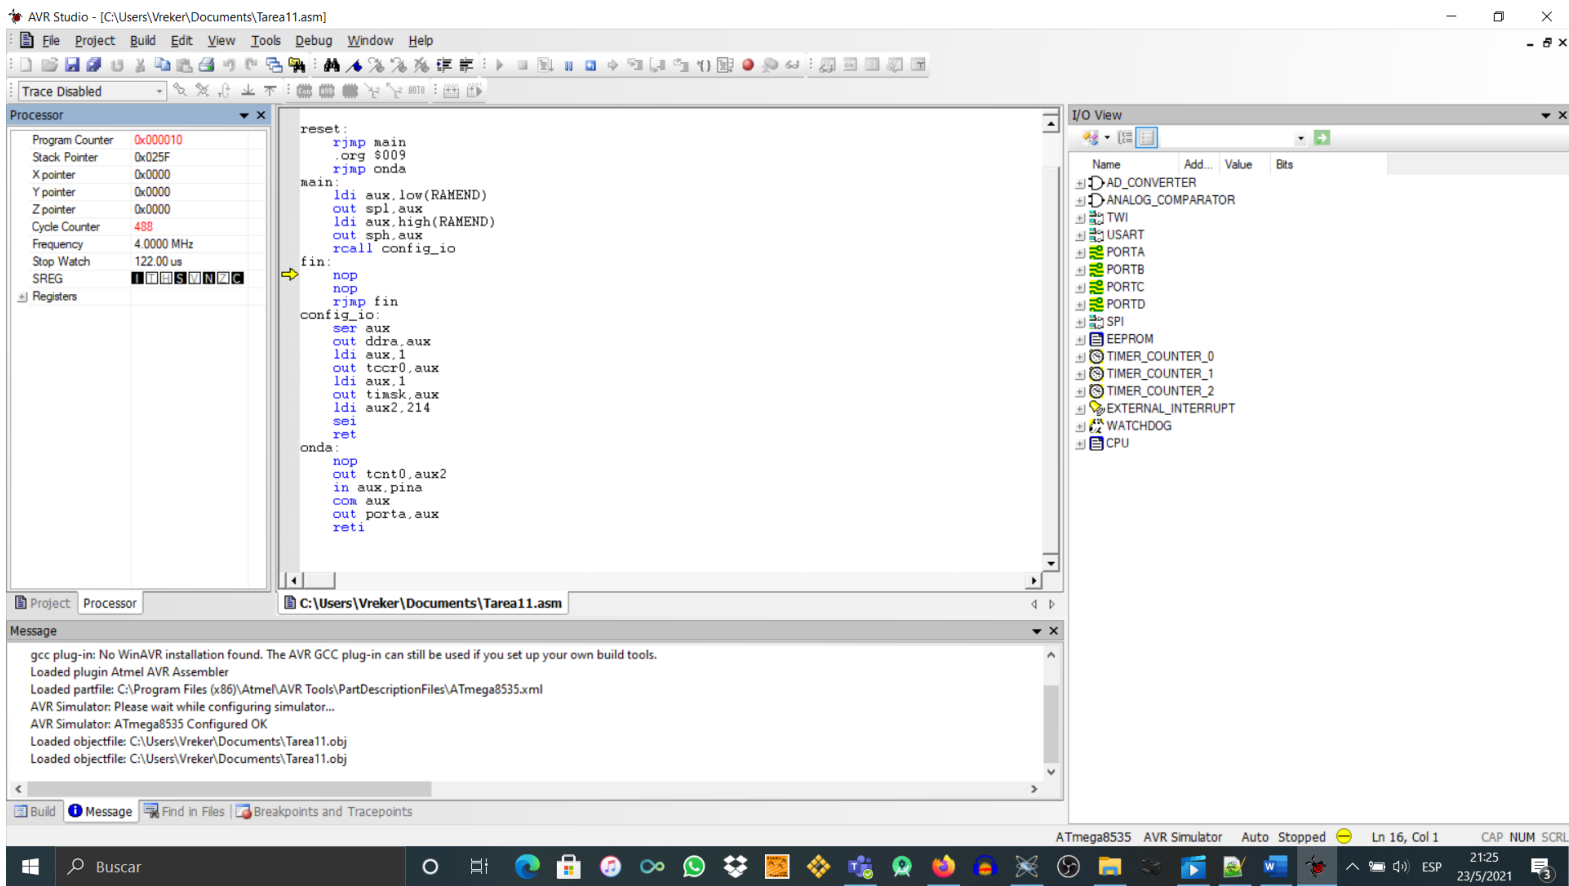 AVR Studio - [C:\Users\Vreker\Documents\Tarea11.asm]
File Project Build Edit View Tools Debug Window Help
Trace Disabled
AUTO
Processor
Program Counter 0x000010
Stack Pointer 0x025F
X pointer 0x0000
Y pointer 0x0000
Z pointer 0x0000
Cycle Counter 488
Frequency 4.0000 MHz
Stop Watch 122.00 us
SREG I T H S V N Z C
Registers
Project Processor
reset:
rjmp main
.org $009
rjmp onda
main:
ldi aux,low(RAMEND)
out spl,aux
ldi aux,high(RAMEND)
out sph,aux
rcall config_io
fin:
nop
nop
rjmp fin
config_io:
ser aux
out ddra,aux
ldi aux,1
out tccr0,aux
ldi aux,1
out timsk,aux
ldi aux2,214
sei
ret
onda:
nop
out tcnt0,aux2
in aux,pina
com aux
out porta,aux
reti
C:\Users\Vreker\Documents\Tarea11.asm
I/O View
Name Add... Value Bits
AD_CONVERTER
ANALOG_COMPARATOR
TWI
USART
PORTA
PORTB
PORTC
PORTD
SPI
EEPROM
TIMER_COUNTER_0
TIMER_COUNTER_1
TIMER_COUNTER_2
EXTERNAL_INTERRUPT
WATCHDOG
CPU
Message
gcc plug-in: No WinAVR installation found. The AVR GCC plug-in can still be used if you set up your own build tools.
Loaded plugin Atmel AVR Assembler
Loaded partfile: C:\Program Files (x86)\Atmel\AVR Tools\PartDescriptionFiles\ATmega8535.xml
AVR Simulator: Please wait while configuring simulator...
AVR Simulator: ATmega8535 Configured OK
Loaded objectfile: C:\Users\Vreker\Documents\Tarea11.obj
Loaded objectfile: C:\Users\Vreker\Documents\Tarea11.obj
Build Message Find in Files Breakpoints and Tracepoints
ATmega8535 AVR Simulator Auto Stopped Ln 16, Col 1 CAP NUM SCRL
Buscar
ESP
21:25
23/5/2021
3